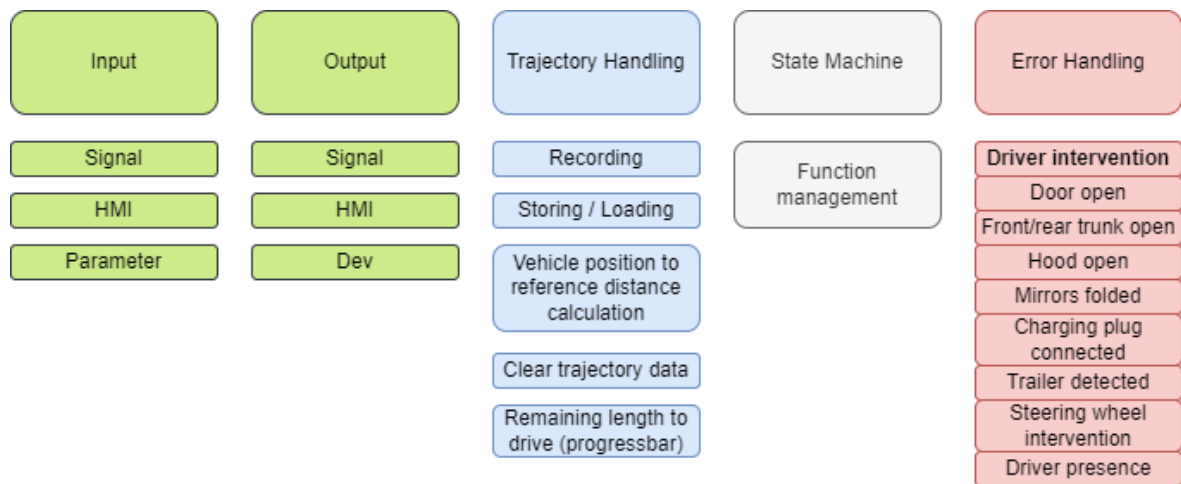 Input
Output
Trajectory Handling
State Machine
Error Handling
Signal
HMI
Parameter
Signal
HMI
Dev
Recording
Storing / Loading
Vehicle position to
reference distance
calculation
Clear trajectory data
Remaining length to
drive (progressbar)
Function
management
Driver intervention
Door open
Front/rear trunk open
Hood open
Mirrors folded
Charging plug
connected
Trailer detected
Steering wheel
intervention
Driver presence